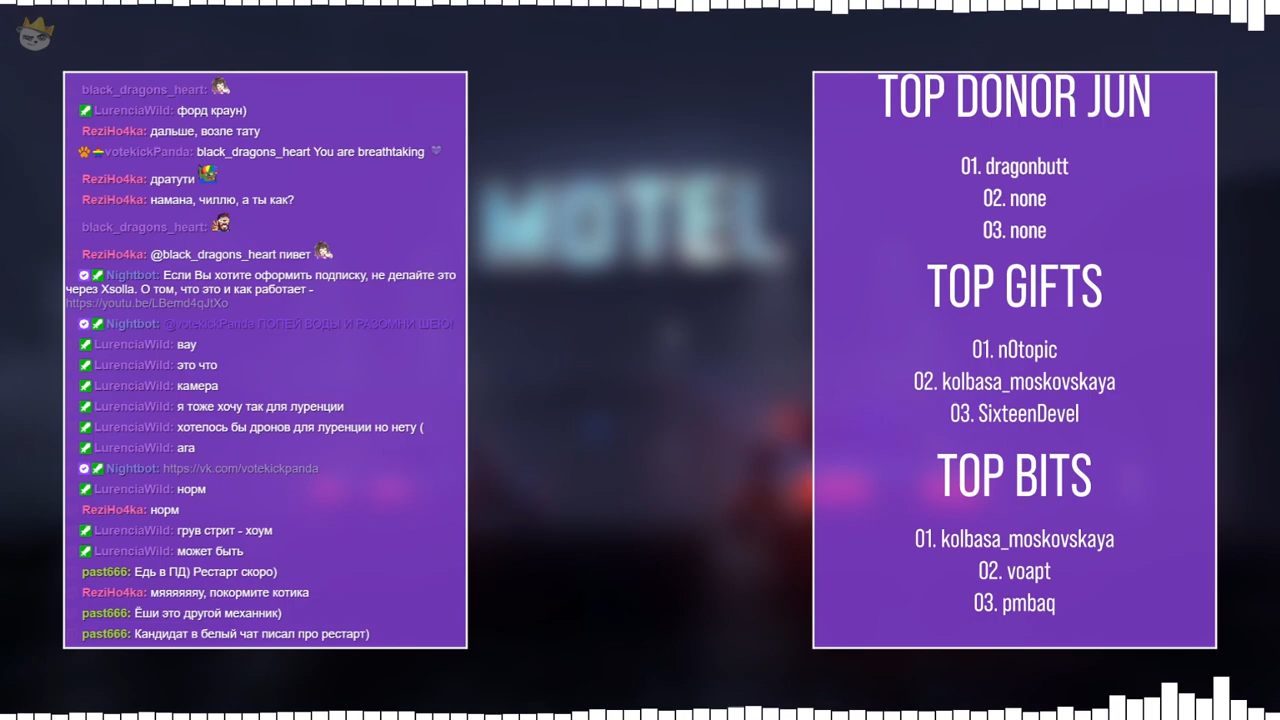 black_dragons_heart:
LurenciaWild: форд краун)
ReziHo4ka: дальше, возле тату
votekickPanda: black_dragons_heart You are breathtaking
ReziHo4ka: дратути
ReziHo4ka: намана, чиллю, а ты как?
black_dragons_heart:
ReziHo4ka: @black_dragons_heart пивет
Nightbot: Если Вы хотите оформить подписку, не делайте это
через Xsolla. О том, что это и как работает -
https://youtu.be/LBemd4qJtXo
Nightbot: @votekickPanda ПОПЕЙ ВОДЫ И РАЗОМНИ ШЕЮ!
LurenciaWild: вау
LurenciaWild: это что
LurenciaWild: камера
LurenciaWild: я тоже хочу так для луренции
LurenciaWild: хотелось бы дронов для луренции но нету (
LurenciaWild: ага
Nightbot: https://vk.com/votekickpanda
LurenciaWild: норм
ReziHo4ka: норм
LurenciaWild: грув стрит - хоум
LurenciaWild: может быть
past666: Едь в ПД) Рестарт скоро)
ReziHo4ka: мяяяяяу, покормите котика
past666: Ёши это другой механник)
past666: Кандидат в белый чат писал про рестарт)
MOTEL
TOP DONOR JUN
01. dragonbutt
02. none
03. none
TOP GIFTS
01. n0topic
02. kolbasa_moskovskaya
03. SixteenDevel
TOP BITS
01. kolbasa_moskovskaya
02. voapt
03. pmbaq